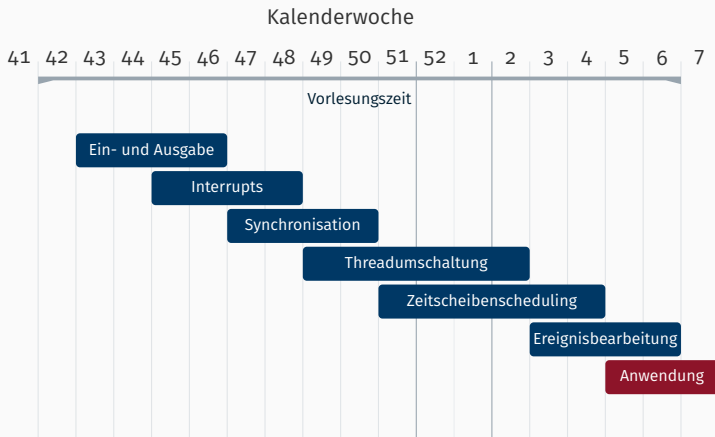 Kalenderwoche
41 42 43 44 45 46 47 48 49 50 51 52 1 2 3 4 5 6 7
Vorlesungszeit
Ein- und Ausgabe
Interrupts
Synchronisation
Threadumschaltung
Zeitscheibenscheduling
Ereignisbearbeitung
Anwendung